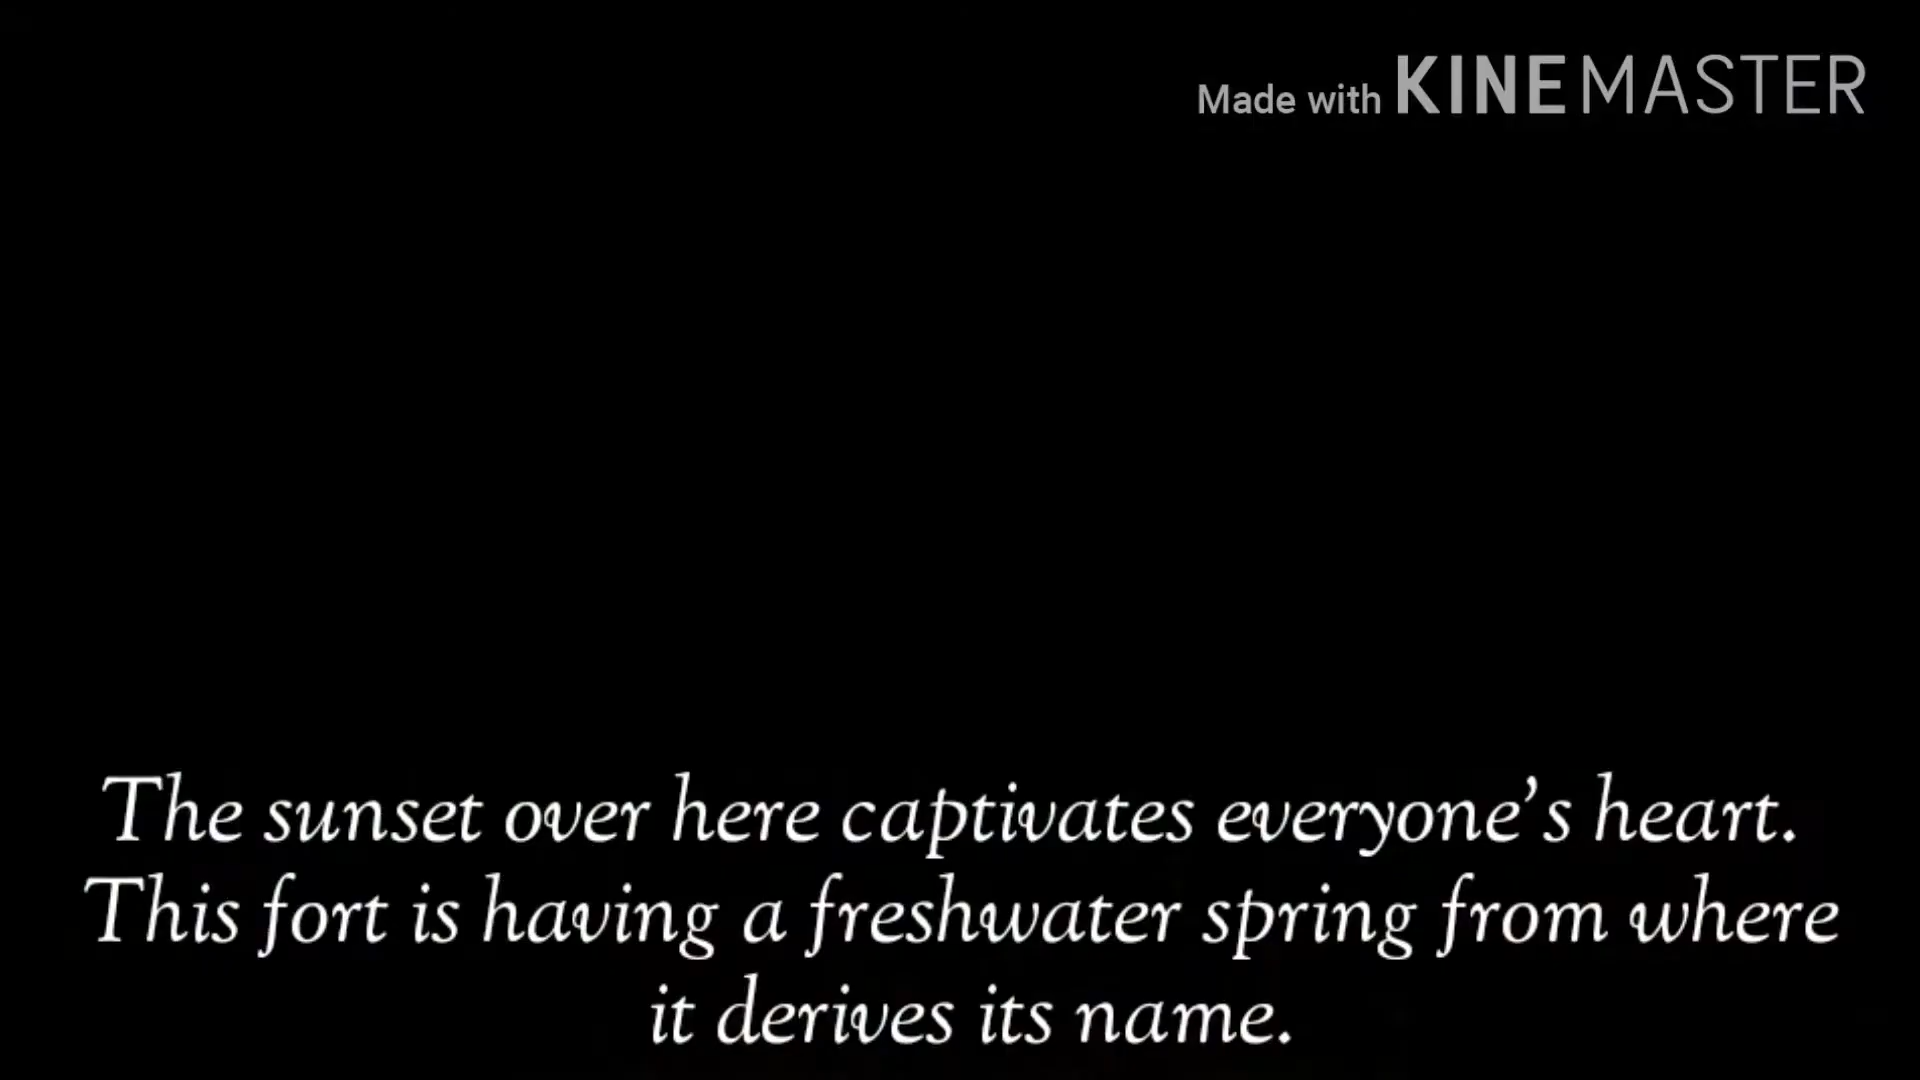 Made with KINEMASTER
The sunset over here captivates everyone’s heart.
This fort is having a freshwater spring from where
it derives its name.